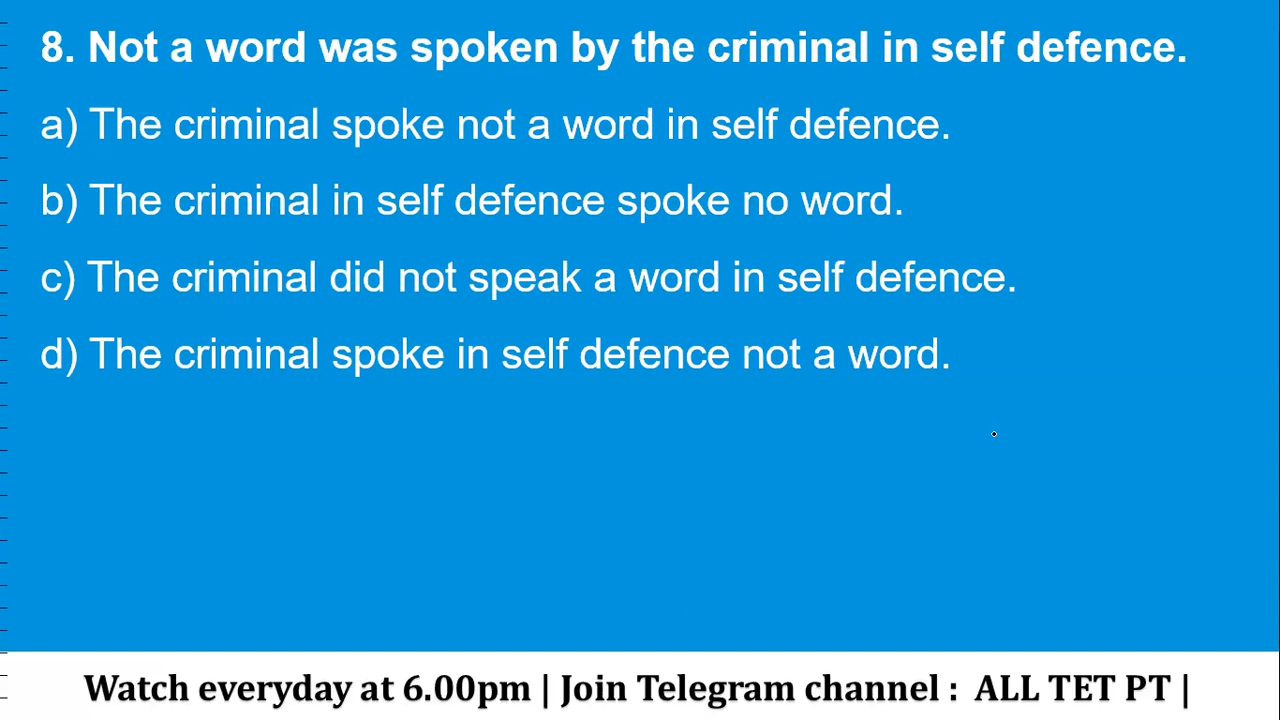 8. Not a word was spoken by the criminal in self defence.
a) The criminal spoke not a word in self defence.
b) The criminal in self defence spoke no word.
c) The criminal did not speak a word in self defence.
d) The criminal spoke in self defence not a word.
Watch everyday at 6.00pm | Join Telegram channel : ALL TET PT |